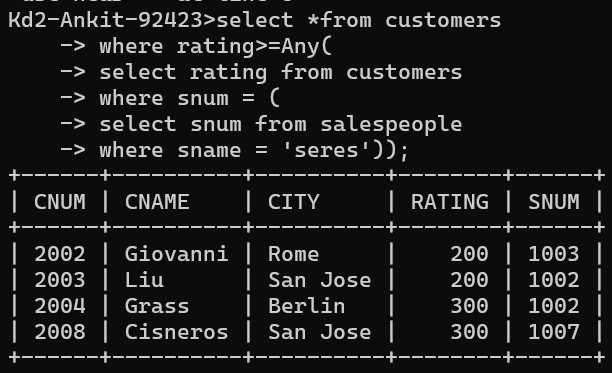 Kd2-Ankit-92423>select *from customers
    -> where rating>=Any(
    -> select rating from customers
    -> where snum = (
    -> select snum from salespeople
    -> where sname = 'seres'));
+------+----------+----------+--------+------+
| CNUM | CNAME    | CITY     | RATING | SNUM |
+------+----------+----------+--------+------+
| 2002 | Giovanni | Rome     |    200 | 1003 |
| 2003 | Liu      | San Jose |    200 | 1002 |
| 2004 | Grass    | Berlin   |    300 | 1002 |
| 2008 | Cisneros | San Jose |    300 | 1007 |
+------+----------+----------+--------+------+